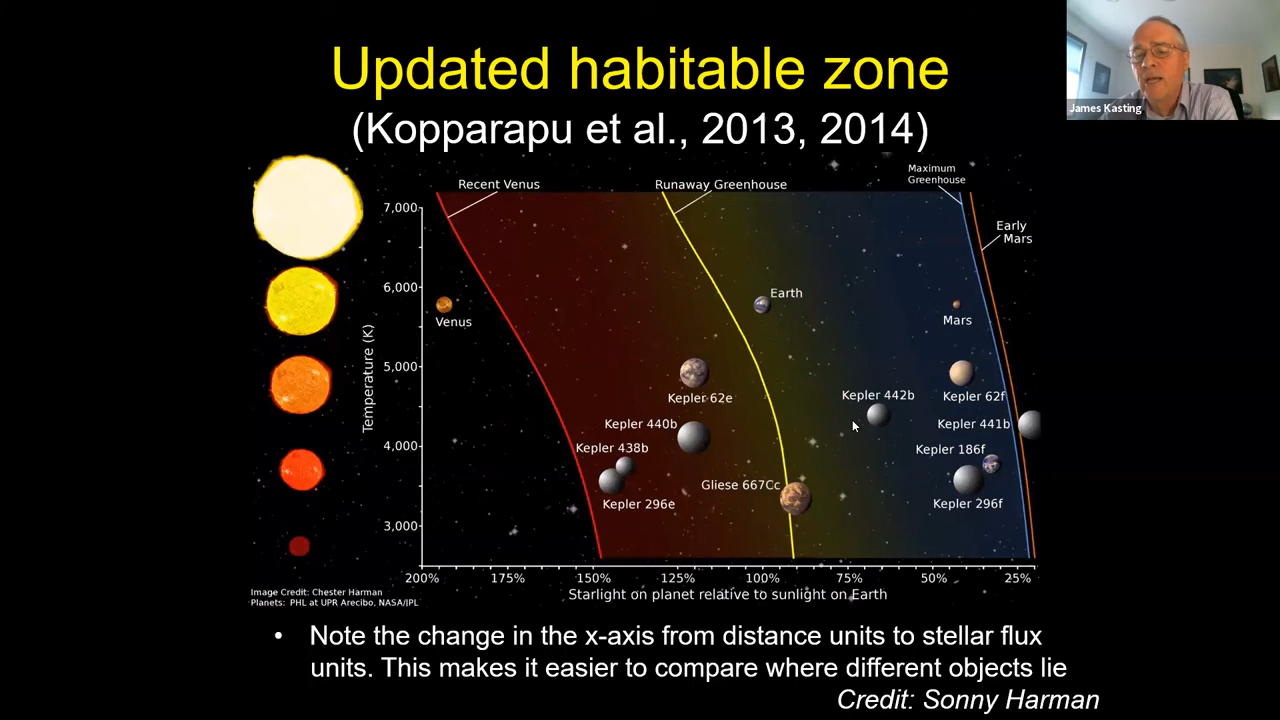 Updated habitable zone
(Kopparapu et al., 2013, 2014)
James Kasting
Recent Venus
Runaway Greenhouse
Maximum
Greenhouse
Early
Mars
7,000
6,000
5,000
4,000
3,000
Temperature (K)
Venus
Earth
Mars
Kepler 62e
Kepler 442b
Kepler 62f
Kepler 440b
Kepler 441b
Kepler 438b
Kepler 186f
Gliese 667Cc
Kepler 296e
Kepler 296f
200% 175% 150% 125% 100% 75% 50% 25%
Starlight on planet relative to sunlight on Earth
Image Credit: Chester Harman
Planets: PHL at UPR Arecibo, NASA/JPL
• Note the change in the x-axis from distance units to stellar flux
units. This makes it easier to compare where different objects lie
Credit: Sonny Harman